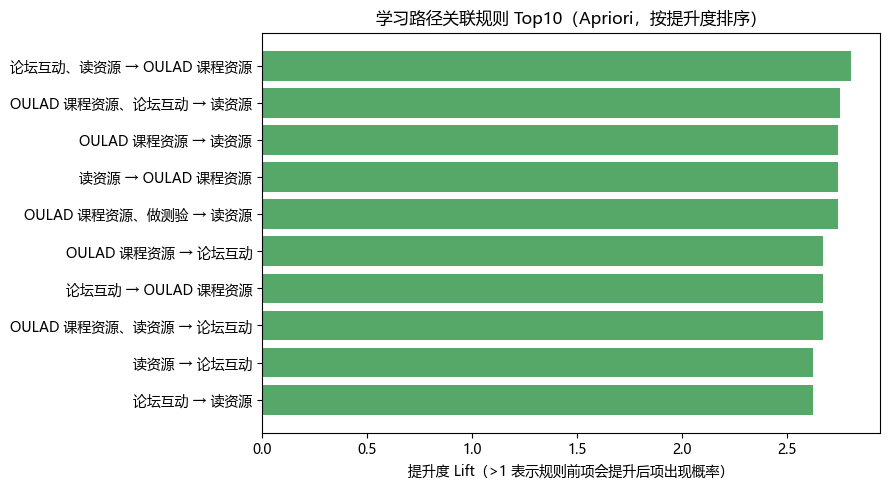 学习路径关联规则 Top10（Apriori，按提升度排序）
论坛互动、读资源 → OULAD 课程资源
OULAD 课程资源、论坛互动 → 读资源
OULAD 课程资源 → 读资源
读资源 → OULAD 课程资源
OULAD 课程资源、做测验 → 读资源
OULAD 课程资源 → 论坛互动
论坛互动 → OULAD 课程资源
OULAD 课程资源、读资源 → 论坛互动
读资源 → 论坛互动
论坛互动 → 读资源
0.0 0.5 1.0 1.5 2.0 2.5
提升度 Lift（>1 表示规则前项会提升后项出现概率）